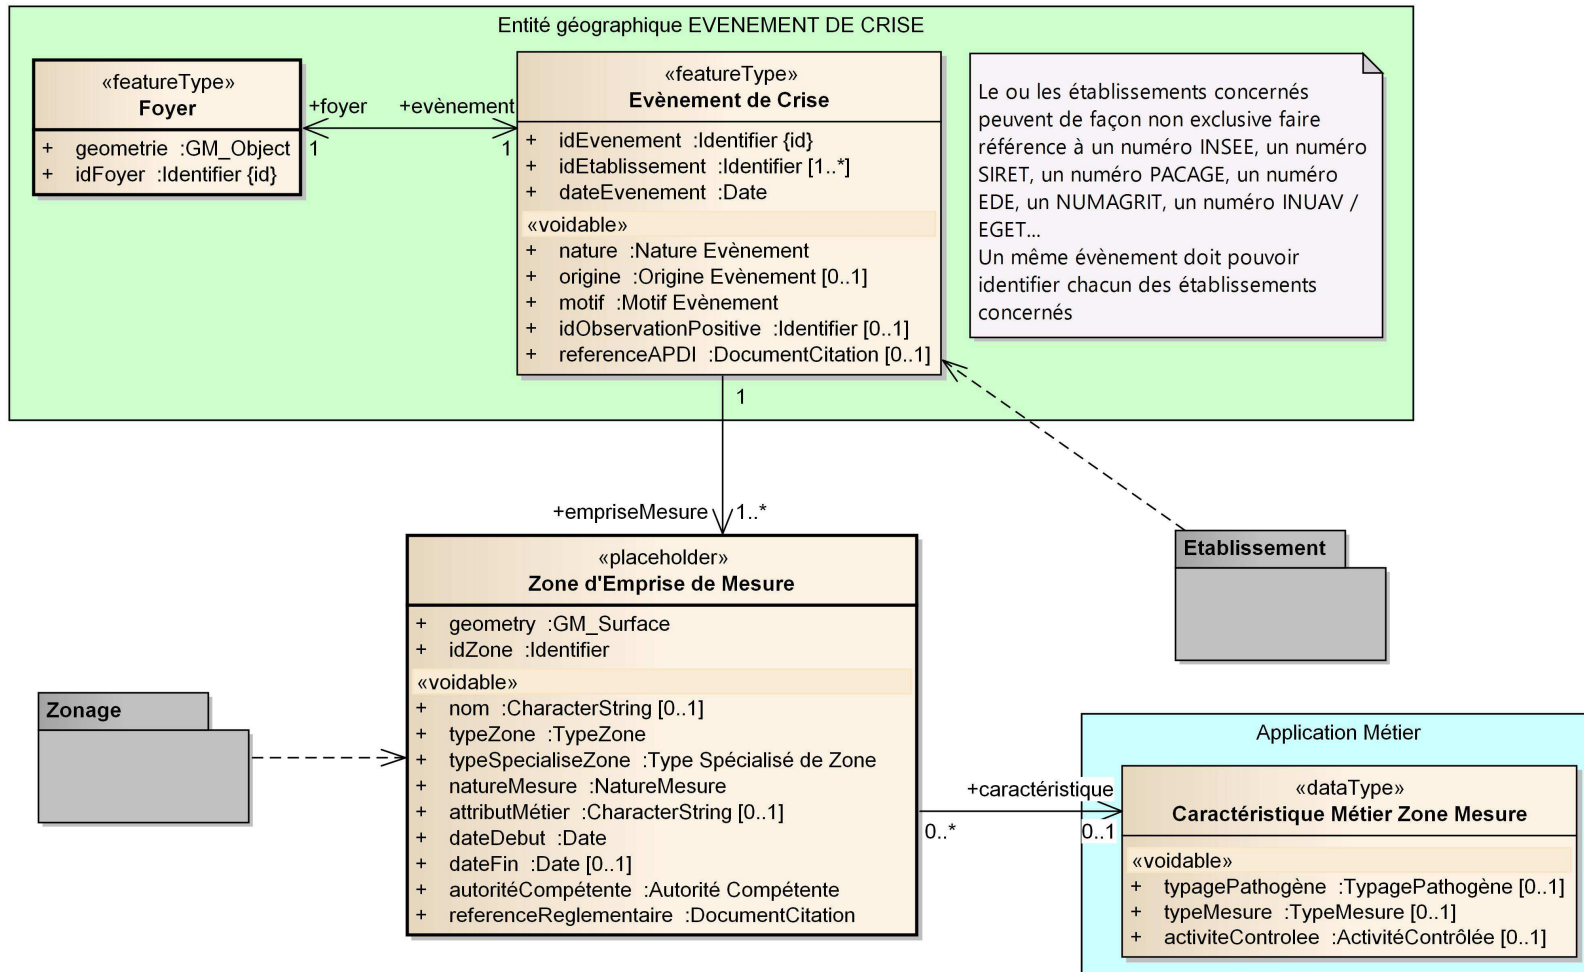 Entité géographique EVENEMENT DE CRISE
«featureType»
Foyer
+ geometrie :GM_Object
+ idFoyer :Identifier {id}
+foyer
1
+evènement
1
«featureType»
Evènement de Crise
+ idEvenement :Identifier {id}
+ idEtablissement :Identifier [1..*]
+ dateEvenement :Date
«voidable»
+ nature :Nature Evènement
+ origine :Origine Evènement [0..1]
+ motif :Motif Evènement
+ idObservationPositive :Identifier [0..1]
+ referenceAPDI :DocumentCitation [0..1]
Le ou les établissements concernés
peuvent de façon non exclusive faire
référence à un numéro INSEE, un numéro
SIRET, un numéro PACAGE, un numéro
EDE, un NUMAGRIT, un numéro INUAV /
EGET...
Un même évènement doit pouvoir
identifier chacun des établissements
concernés
1
+empriseMesure
1..*
«placeholder»
Zone d'Emprise de Mesure
+ geometry :GM_Surface
+ idZone :Identifier
«voidable»
+ nom :CharacterString [0..1]
+ typeZone :TypeZone
+ typeSpecialiseZone :Type Spécialisé de Zone
+ natureMesure :NatureMesure
+ attributMétier :CharacterString [0..1]
+ dateDebut :Date
+ dateFin :Date [0..1]
+ autoritéCompétente :Autorité Compétente
+ referenceReglementaire :DocumentCitation
Etablissement
Zonage
+caractéristique
0..*
0..1
Application Métier
«dataType»
Caractéristique Métier Zone Mesure
«voidable»
+ typagePathogène :TypagePathogène [0..1]
+ typeMesure :TypeMesure [0..1]
+ activiteControlee :ActivitéContrôlée [0..1]